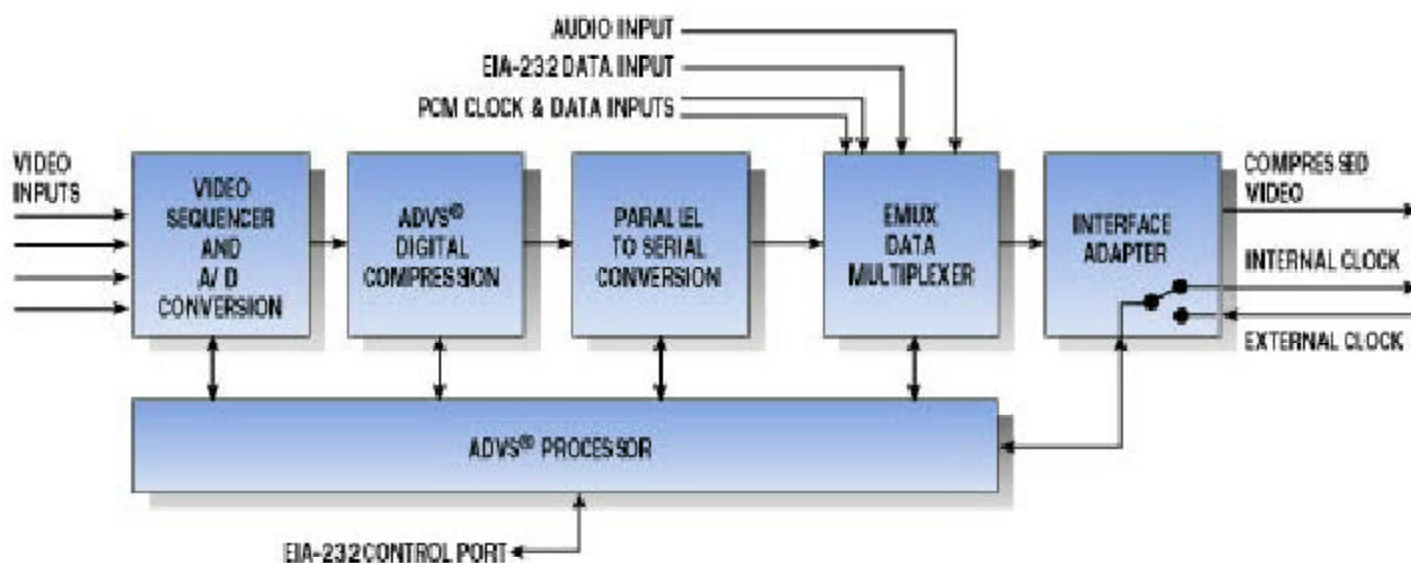 AUDIO INPUT
EIA-232 DATA INPUT
PCM CLOCK & DATA INPUTS
VIDEO
INPUTS
VIDEO
SEQUENCER
AND
A/D
CONVERSION
ADVS®
DIGITAL
COMPRESSION
PARALLEL
TO SERIAL
CONVERSION
EMUX
DATA
MULTIPLEXER
INTERFACE
ADAPTER
COMPRESSED
VIDEO
INTERNAL CLOCK
EXTERNAL CLOCK
ADVS® PROCESSOR
EIA-232 CONTROL PORT